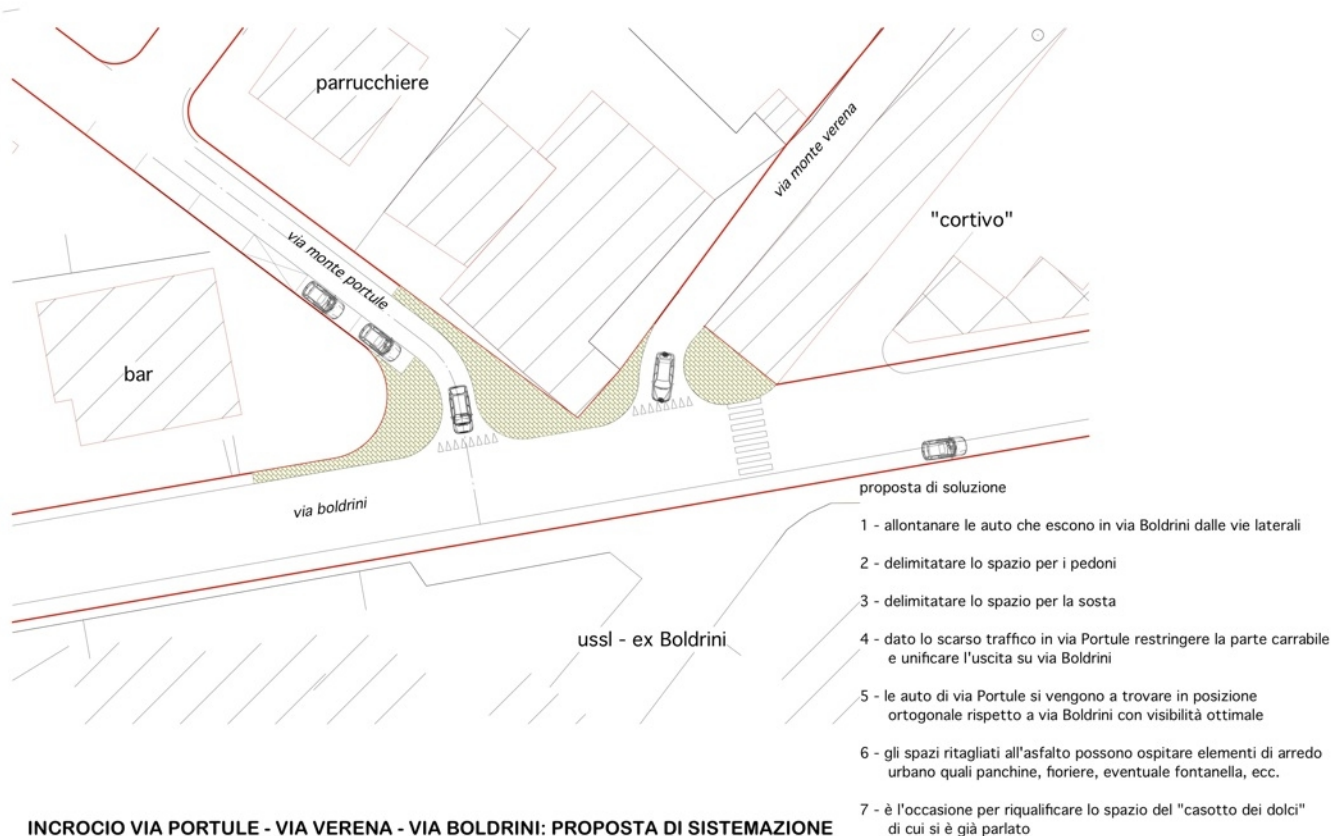 parrucchiere
via monte verena
"cortivo"
via monte portule
bar
via boldrini
ussl - ex Boldrini
proposta di soluzione
1 - allontanare le auto che escono in via Boldrini dalle vie laterali
2 - delimitatare lo spazio per i pedoni
3 - delimitatare lo spazio per la sosta
4 - dato lo scarso traffico in via Portule restringere la parte carrabile
e unificare l'uscita su via Boldrini
5 - le auto di via Portule si vengono a trovare in posizione
ortogonale rispetto a via Boldrini con visibilità ottimale
6 - gli spazi ritagliati all'asfalto possono ospitare elementi di arredo
urbano quali panchine, fioriere, eventuale fontanella, ecc.
7 - è l'occasione per riqualificare lo spazio del "casotto dei dolci"
di cui si è già parlato
INCROCIO VIA PORTULE - VIA VERENA - VIA BOLDRINI: PROPOSTA DI SISTEMAZIONE